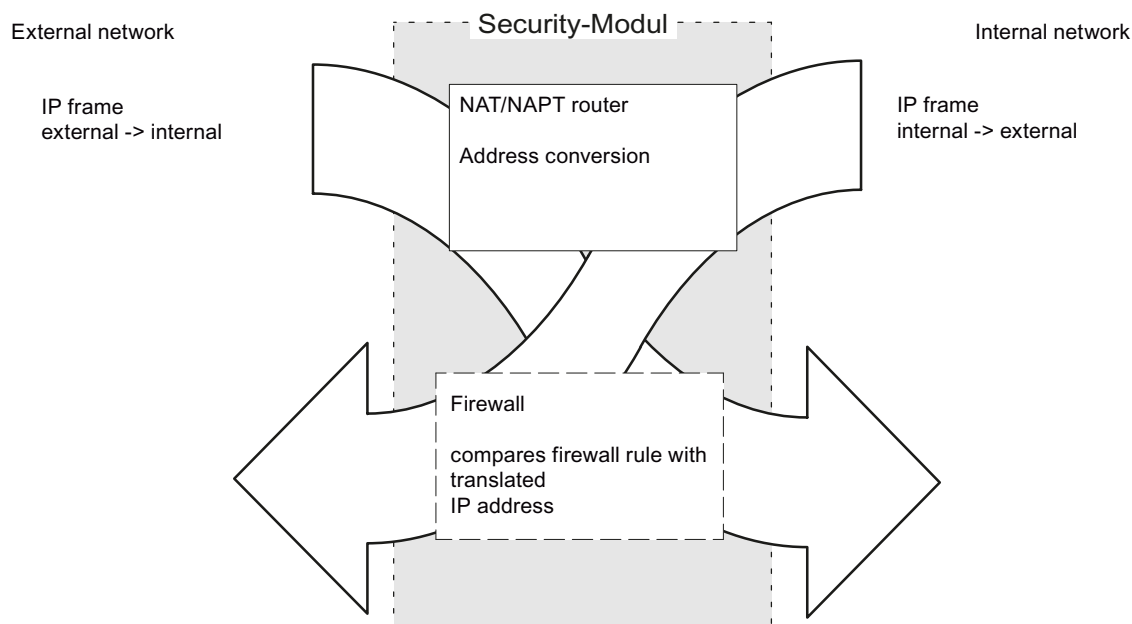 Security-Modul
External network
Internal network
IP frame
external -> internal
NAT/NAPT router
Address conversion
IP frame
internal -> external
Firewall
compares firewall rule with
translated
IP address